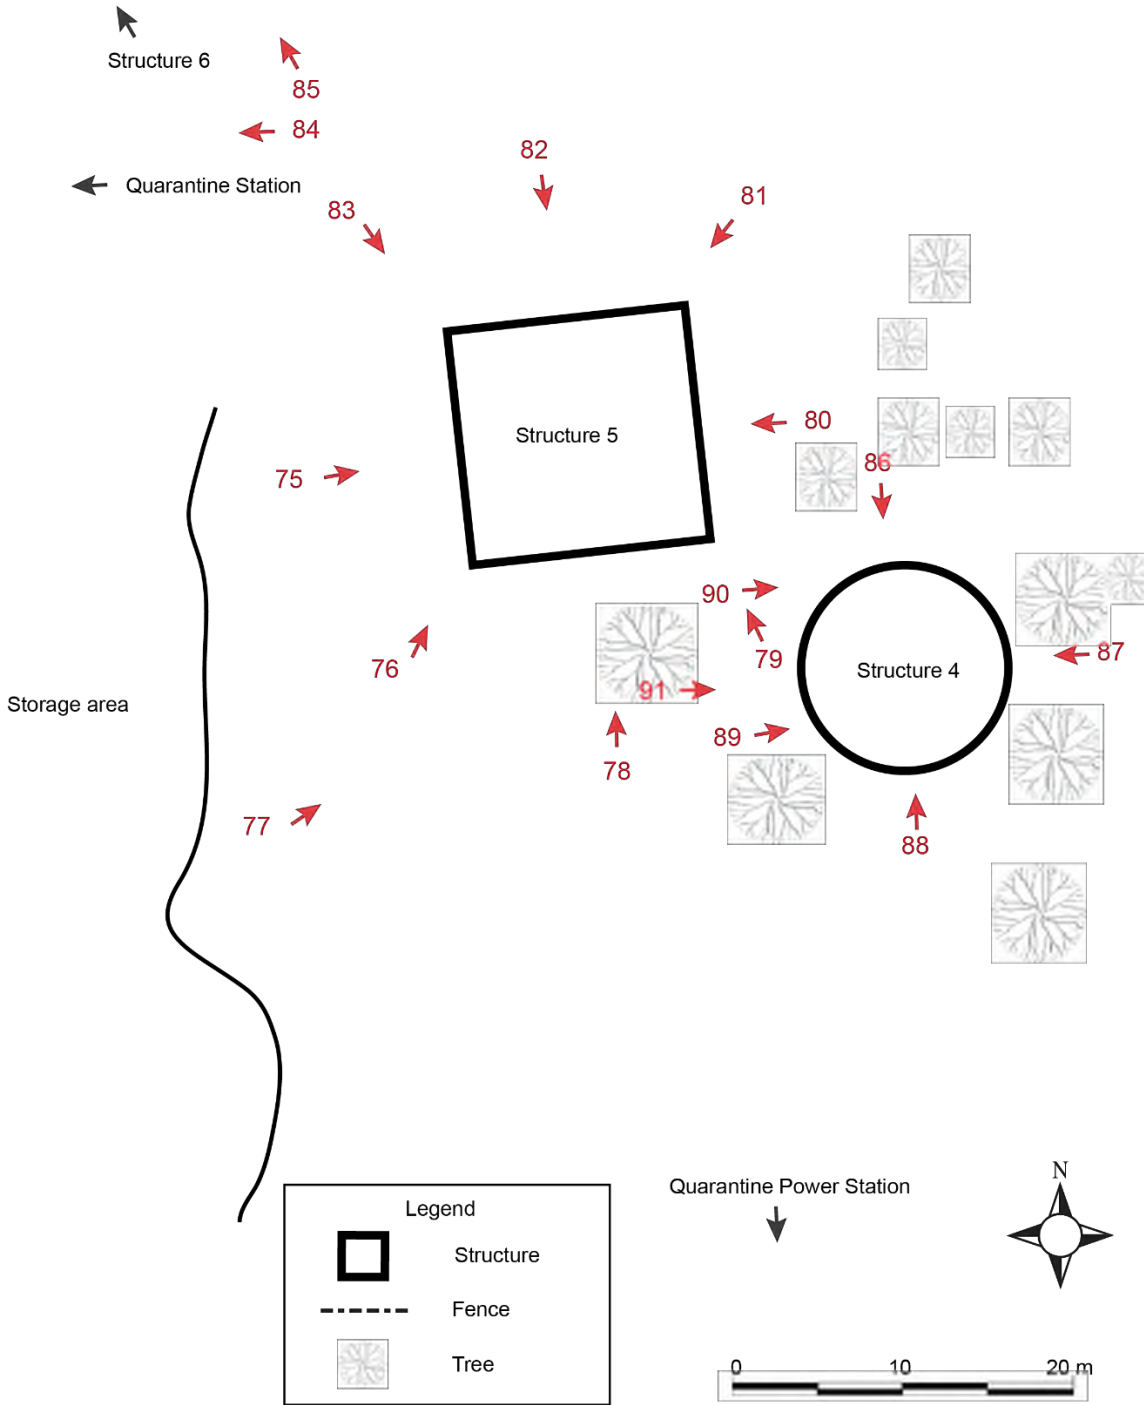 Structure 6
85
84
82
Quarantine Station
81
83
80
Structure 5
86
75
90
79
87
76
Structure 4
91
Storage area
89
78
77
88
Quarantine Power Station
N
Legend
Structure
Fence
Tree
0 10 20 m